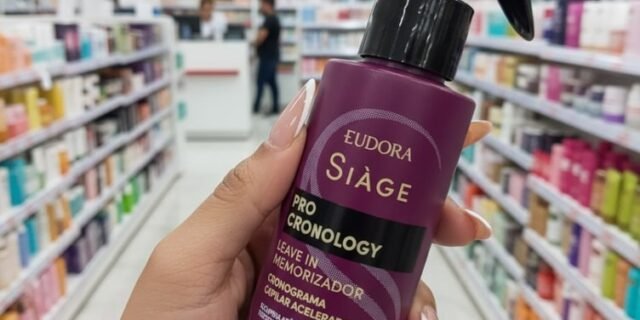 EUDORA
SIÀGE
PRO
CRONOLOGY
LEAVE IN
MEMORIZADOR
CRONOGRAMA
CAPILAR ACELERADO